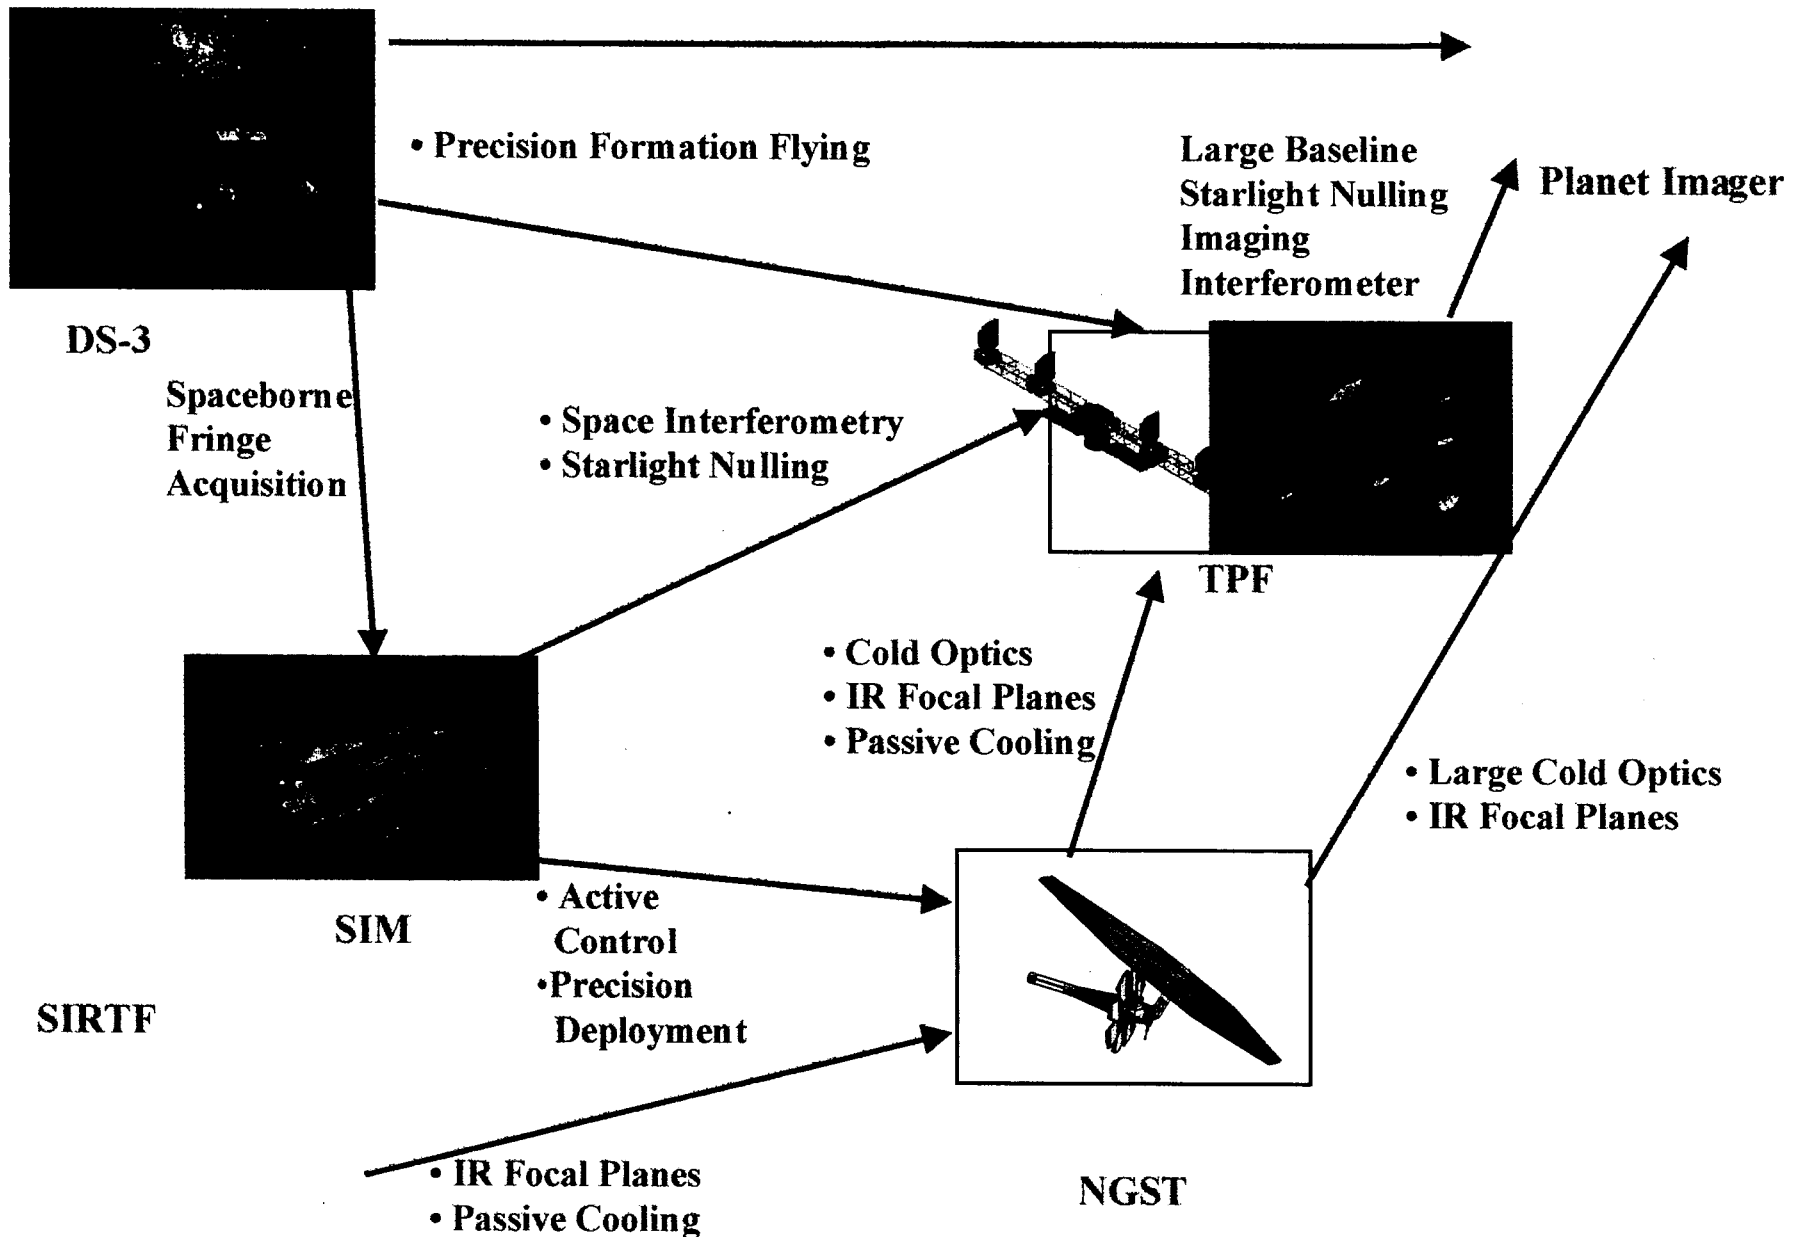 • Precision Formation Flying
Large Baseline
Starlight Nulling
Imaging
Interferometer
Planet Imager
DS-3
Spaceborne
Fringe
Acquisition
• Space Interferometry
• Starlight Nulling
TPF
• Cold Optics
• IR Focal Planes
• Passive Cooling
• Large Cold Optics
• IR Focal Planes
SIM
• Active
Control
•Precision
Deployment
SIRTF
• IR Focal Planes
• Passive Cooling
NGST